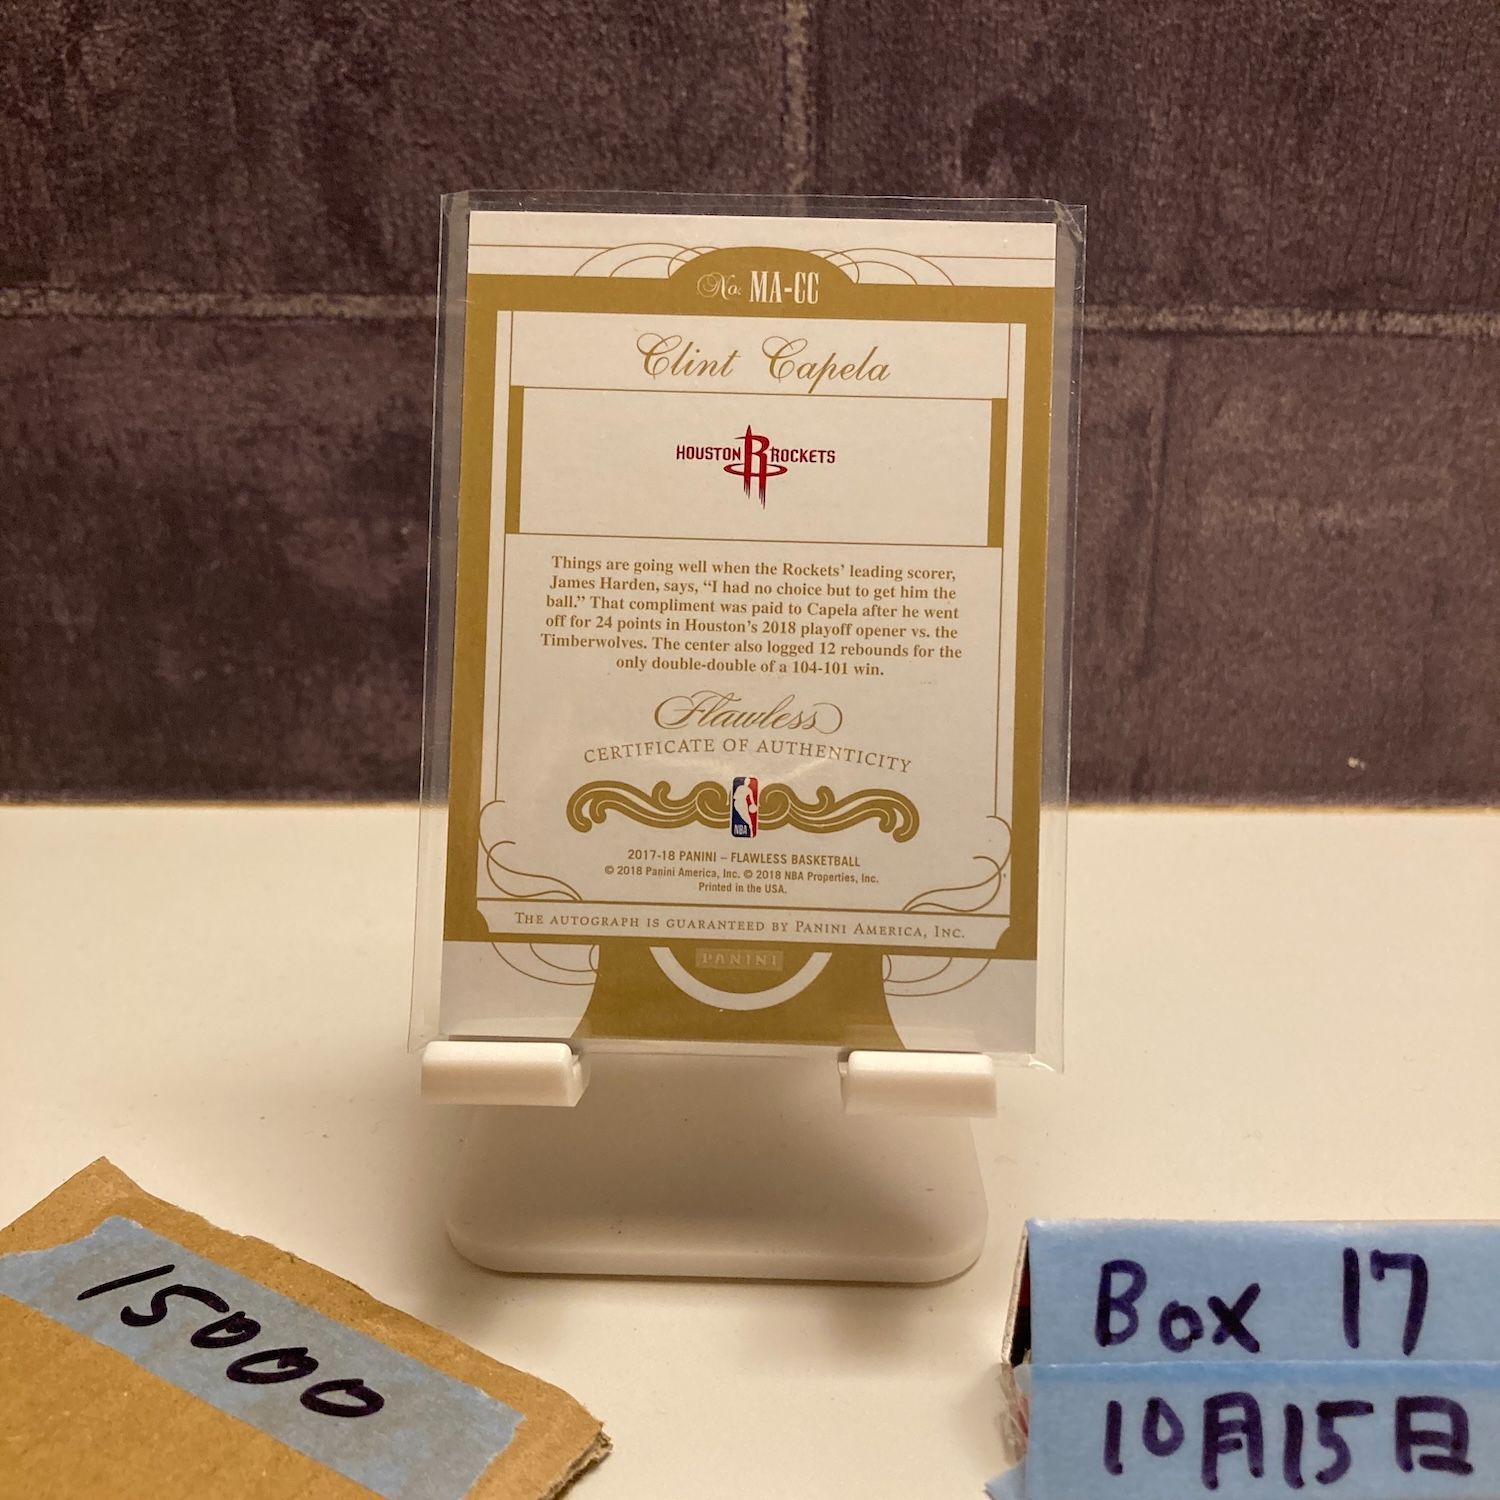 No. MA-CC
Clint Capela
HOUSTON R ROCKETS
Things are going well when the Rockets’ leading scorer,
James Harden, says, “I had no choice but to get him the
ball.” That compliment was paid to Capela after he went
off for 24 points in Houston’s 2018 playoff opener vs. the
Timberwolves. The center also logged 12 rebounds for the
only double-double of a 104-101 win.
Flawless
CERTIFICATE OF AUTHENTICITY
NBA
2017-18 PANINI – FLAWLESS BASKETBALL
© 2018 Panini America, Inc. © 2018 NBA Properties, Inc.
Printed in the USA.
THE AUTOGRAPH IS GUARANTEED BY PANINI AMERICA, INC.
PANINI
15000
Box 17
10月15日